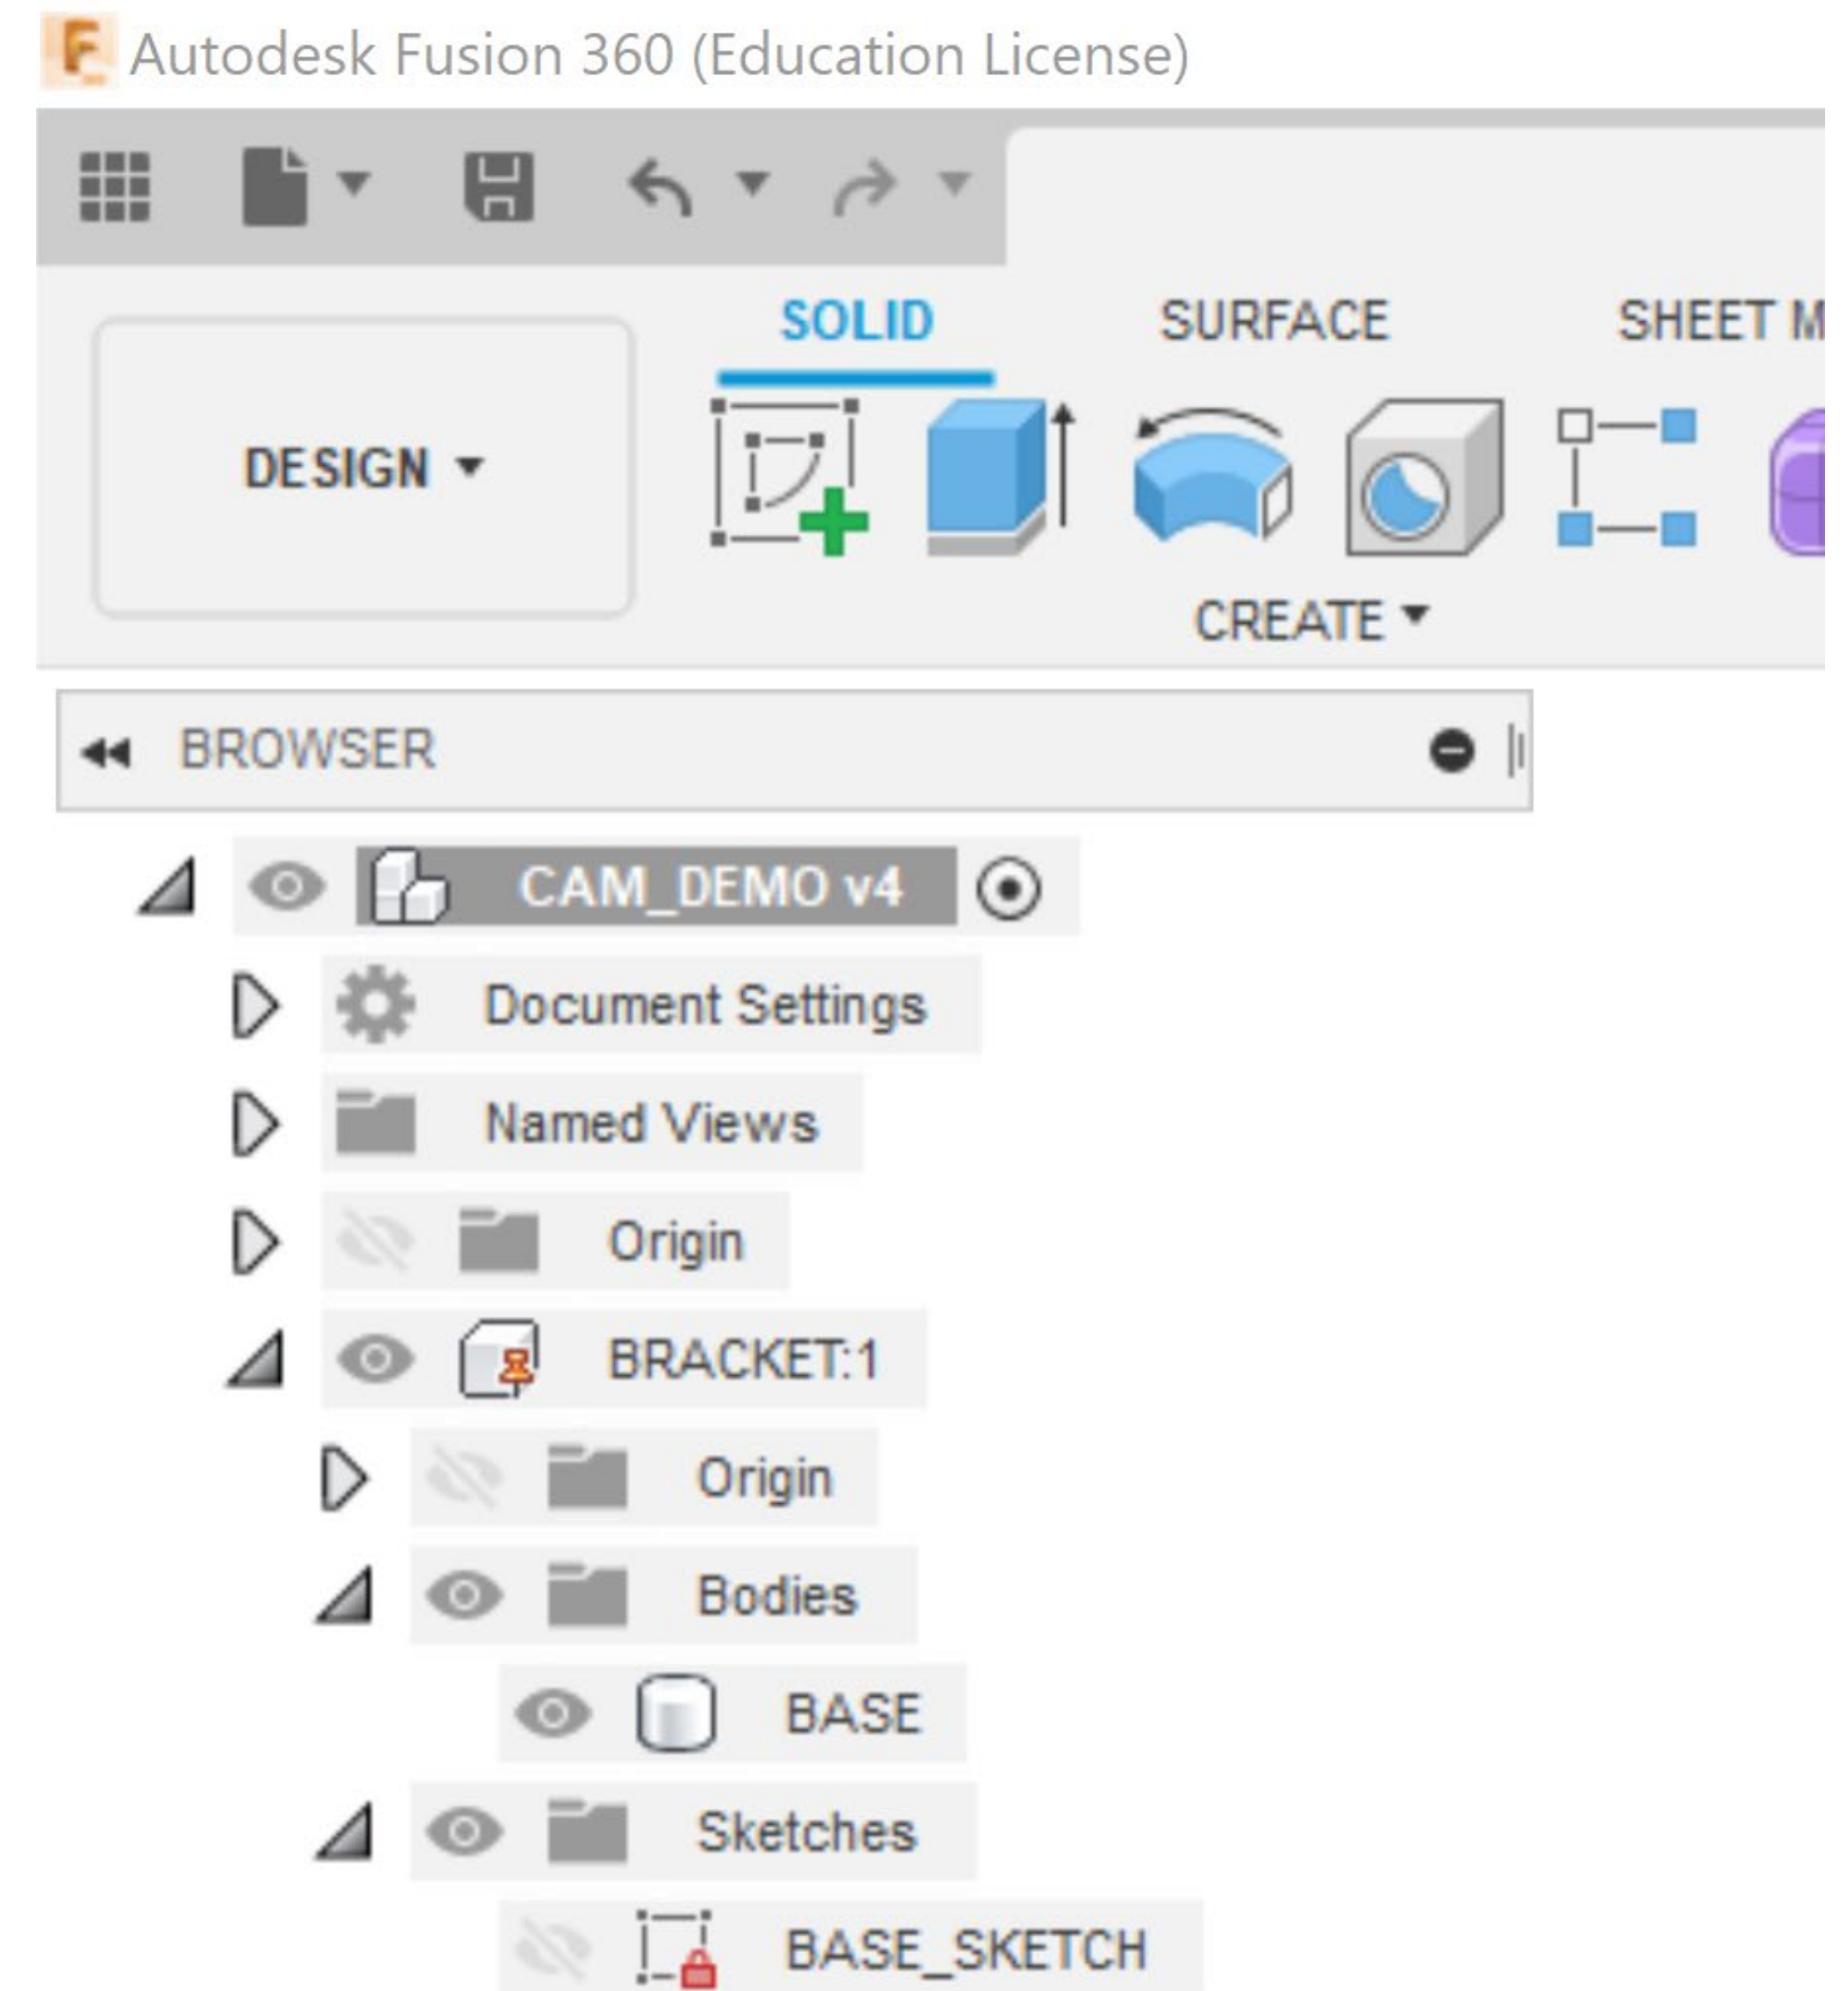 Autodesk Fusion 360 (Education License)
SOLID SURFACE SHEET M
DESIGN
CREATE
BROWSER
CAM_DEMO v4
Document Settings
Named Views
Origin
BRACKET:1
Origin
Bodies
BASE
Sketches
BASE_SKETCH